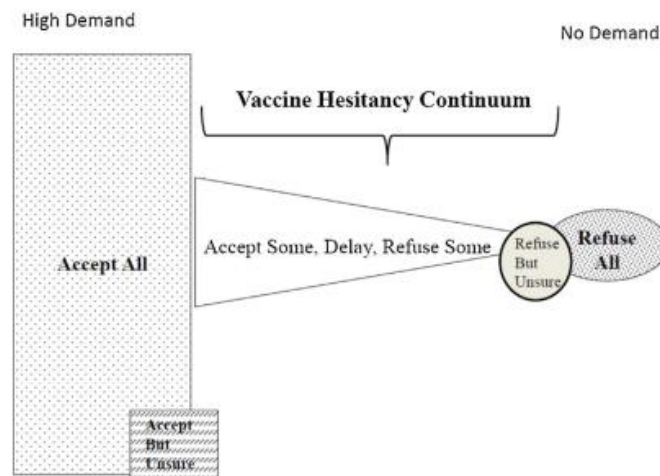 High Demand
No Demand
Vaccine Hesitancy Continuum
Accept All
Accept Some, Delay, Refuse Some
Refuse
But
Unsure
Refuse
All
Accept
But
Unsure